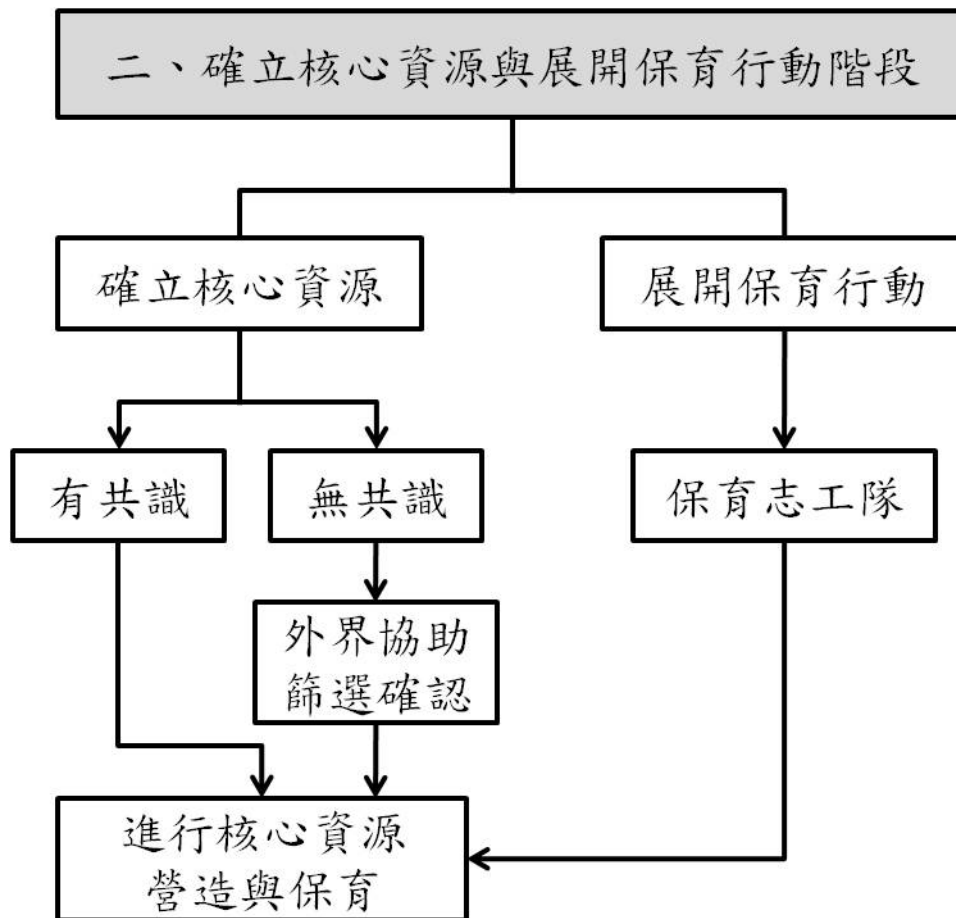 二、確立核心資源與展開保育行動階段
確立核心資源
展開保育行動
有共識
無共識
保育志工隊
外界協助
篩選確認
進行核心資源
營造與保育